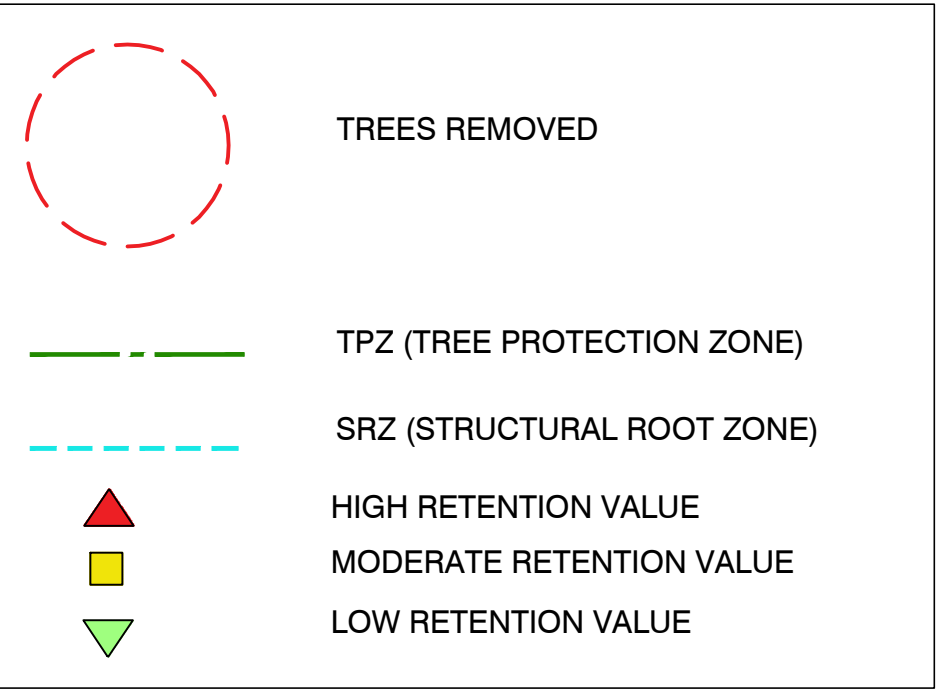 TREES REMOVED
TPZ (TREE PROTECTION ZONE)
SRZ (STRUCTURAL ROOT ZONE)
HIGH RETENTION VALUE
MODERATE RETENTION VALUE
LOW RETENTION VALUE